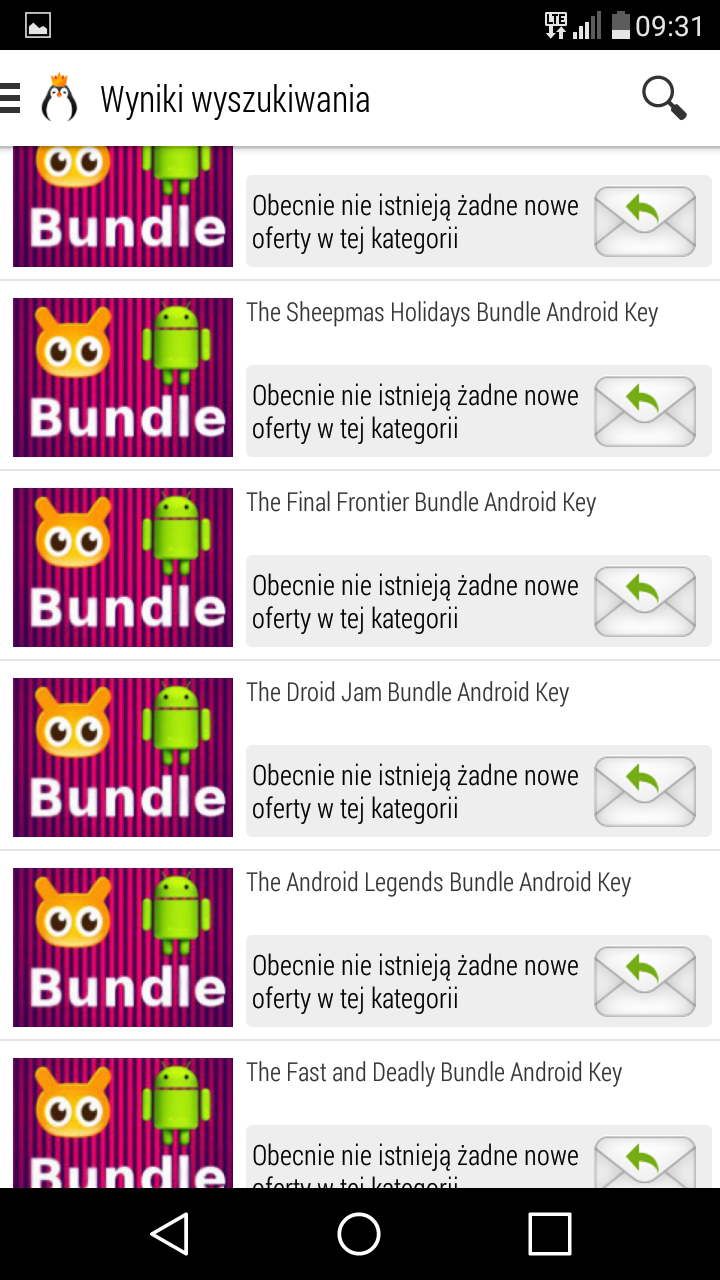 LTE 09:31
Wyniki wyszukiwania
Bundle
Obecnie nie istnieją żadne nowe
oferty w tej kategorii
The Sheepmas Holidays Bundle Android Key
Bundle
Obecnie nie istnieją żadne nowe
oferty w tej kategorii
The Final Frontier Bundle Android Key
Bundle
Obecnie nie istnieją żadne nowe
oferty w tej kategorii
The Droid Jam Bundle Android Key
Bundle
Obecnie nie istnieją żadne nowe
oferty w tej kategorii
The Android Legends Bundle Android Key
Bundle
Obecnie nie istnieją żadne nowe
oferty w tej kategorii
The Fast and Deadly Bundle Android Key
Bundle
Obecnie nie istnieją żadne nowe
oferty w tej kategorii